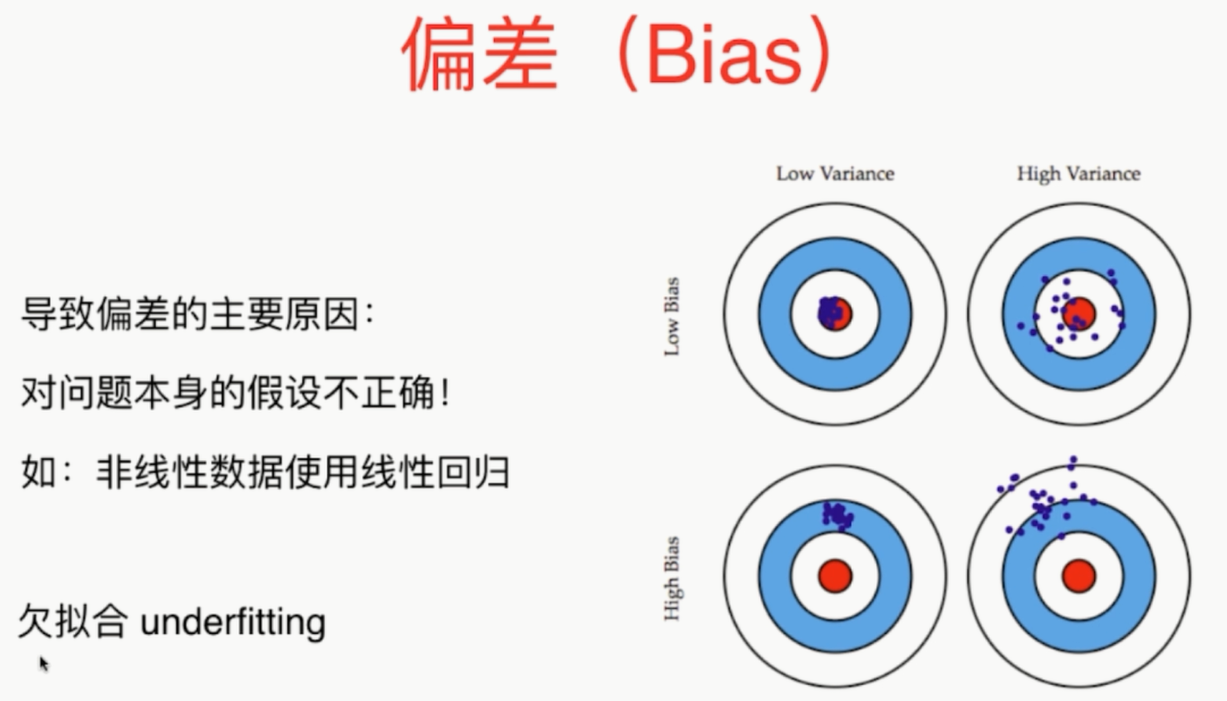 偏差（Bias）
Low Variance
High Variance
Low Bias
导致偏差的主要原因：
对问题本身的假设不正确！
如：非线性数据使用线性回归
High Bias
欠拟合 underfitting